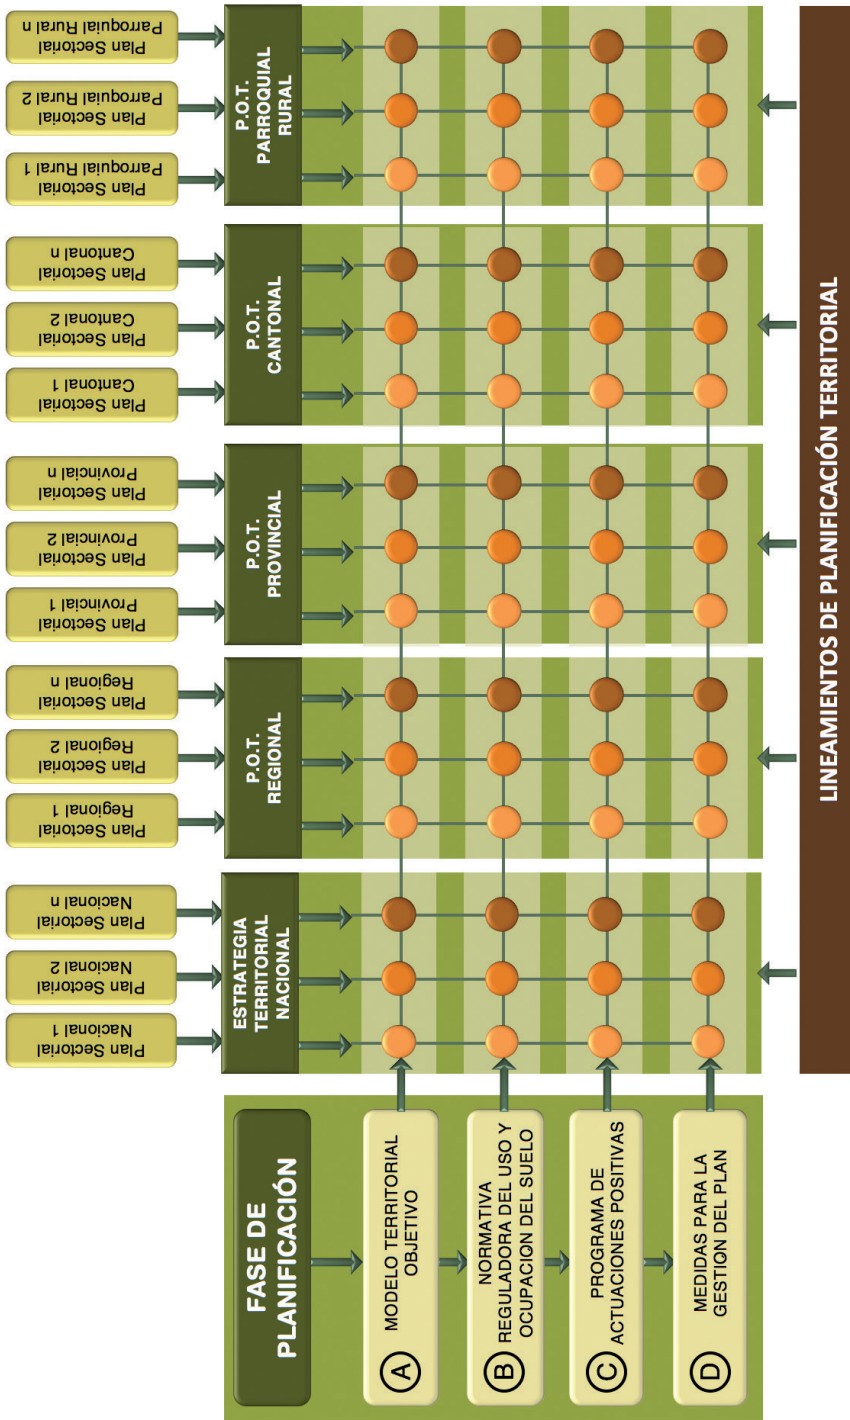 Plan Sectorial
Nacional 1
Plan Sectorial
Nacional 2
Plan Sectorial
Nacional n
Plan Sectorial
Regional 1
Plan Sectorial
Regional 2
Plan Sectorial
Regional n
Plan Sectorial
Provincial 1
Plan Sectorial
Provincial 2
Plan Sectorial
Provincial n
Plan Sectorial
Cantonal 1
Plan Sectorial
Cantonal 2
Plan Sectorial
Cantonal n
Plan Sectorial
Parroquial Rural 1
Plan Sectorial
Parroquial Rural 2
Plan Sectorial
Parroquial Rural n
FASE DE
PLANIFICACIÓN
ESTRATEGIA
TERRITORIAL
NACIONAL
P.O.T.
REGIONAL
P.O.T.
PROVINCIAL
P.O.T.
CANTONAL
P.O.T.
PARROQUIAL
RURAL
A
MODELO TERRITORIAL
OBJETIVO
B
NORMATIVA
REGULADORA DEL USO Y
OCUPACION DEL SUELO
C
PROGRAMA DE
ACTUACIONES POSITIVAS
D
MEDIDAS PARA LA
GESTION DEL PLAN
LINEAMIENTOS DE PLANIFICACIÓN TERRITORIAL